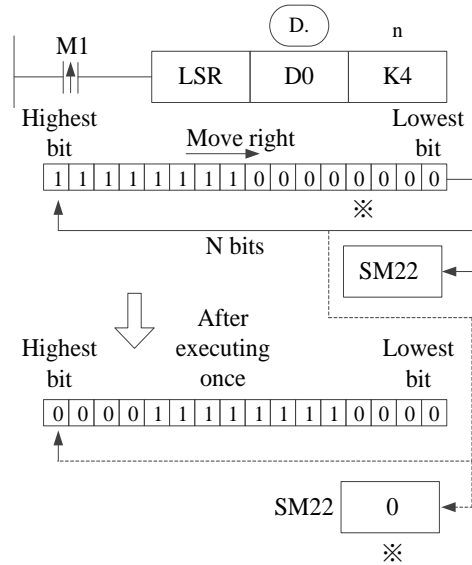 D.
n
M1
LSR D0 K4
Highest bit
Move right
Lowest bit
1 1 1 1 1 1 1 1 0 0 0 0 0 0 0 0
※
N bits
SM22
Highest bit
After executing once
Lowest bit
0 0 0 0 1 1 1 1 1 1 1 1 0 0 0 0
SM22 0
※